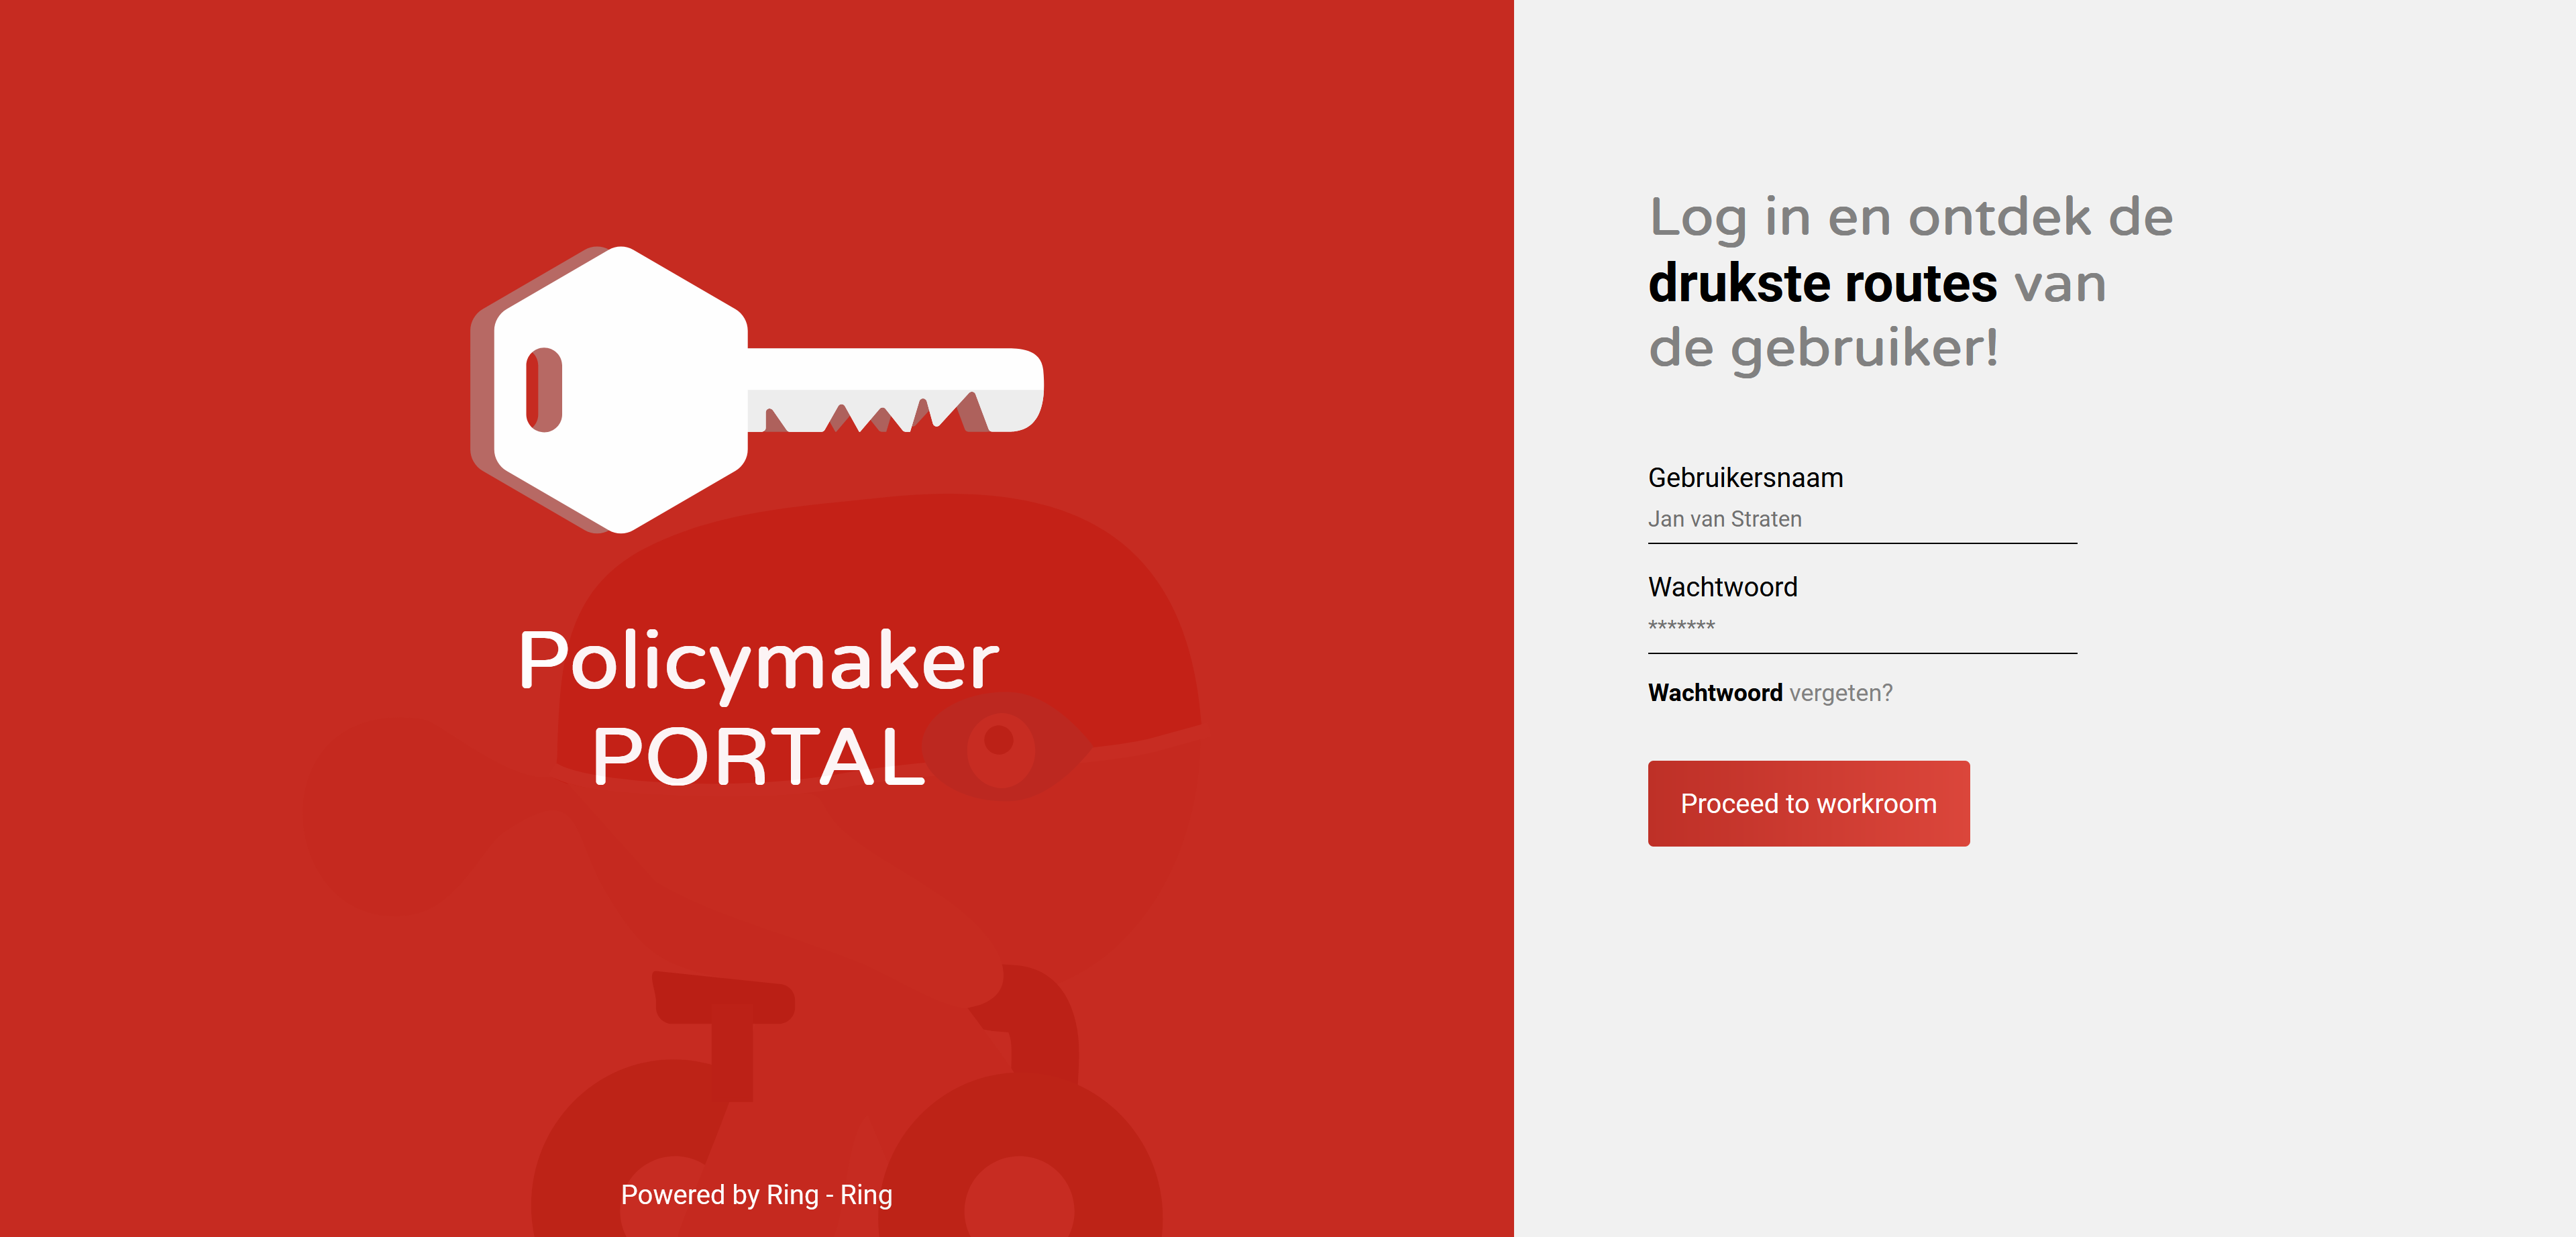 Policymaker
PORTAL
Powered by Ring - Ring
Log in en ontdek de
drukste routes van
de gebruiker!
Gebruikersnaam
Jan van Straten
Wachtwoord
*******
Wachtwoord vergeten?
Proceed to workroom